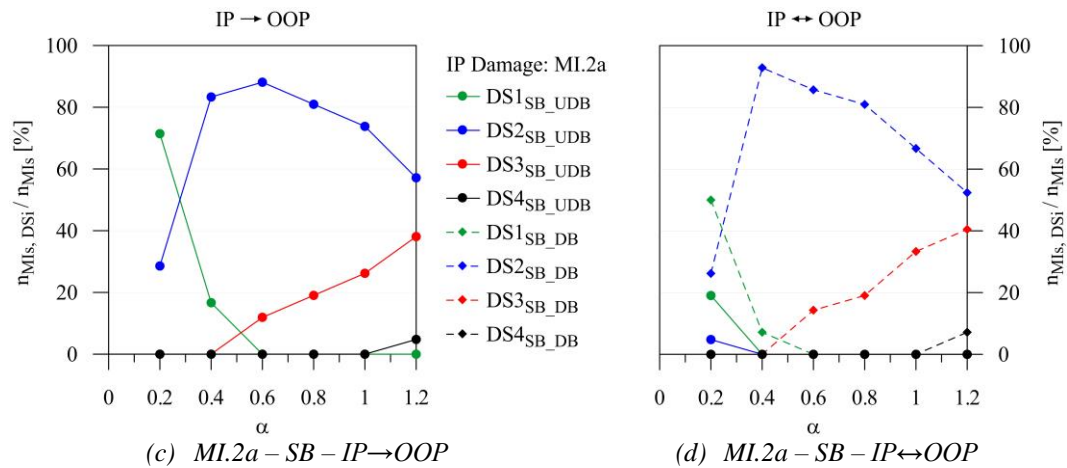 IP → OOP
100
80
60
40
20
0
n_MIs, DSi / n_MIs [%]
0 0.2 0.4 0.6 0.8 1 1.2
α
(c) MI.2a – SB – IP→OOP
IP Damage: MI.2a
DS1_SB_UDB
DS2_SB_UDB
DS3_SB_UDB
DS4_SB_UDB
DS1_SB_DB
DS2_SB_DB
DS3_SB_DB
DS4_SB_DB
IP ↔ OOP
100
80
60
40
20
0
n_MIs, DSi / n_MIs [%]
0 0.2 0.4 0.6 0.8 1 1.2
α
(d) MI.2a – SB – IP↔OOP